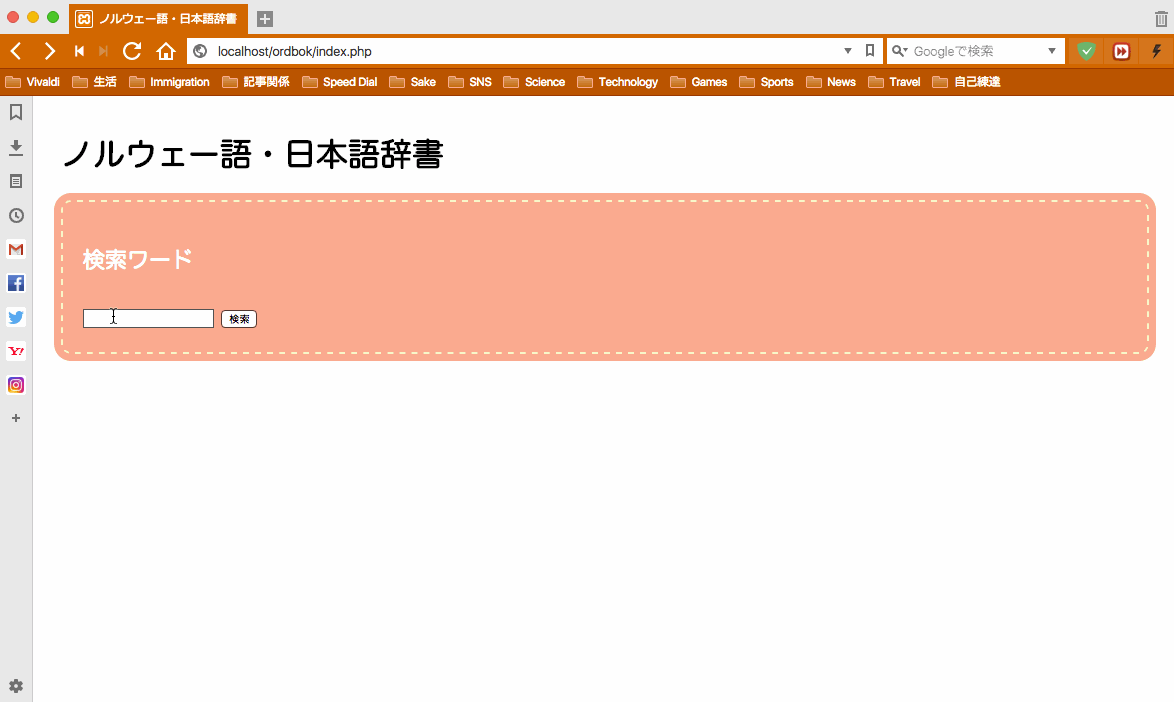 ノルウェー語・日本語辞書
localhost/ordbok/index.php
Googleで検索
Vivaldi 生活 Immigration 記事関係 Speed Dial Sake SNS Science Technology Games Sports News Travel 自己練達
ノルウェー語・日本語辞書
検索ワード
検索
Y!